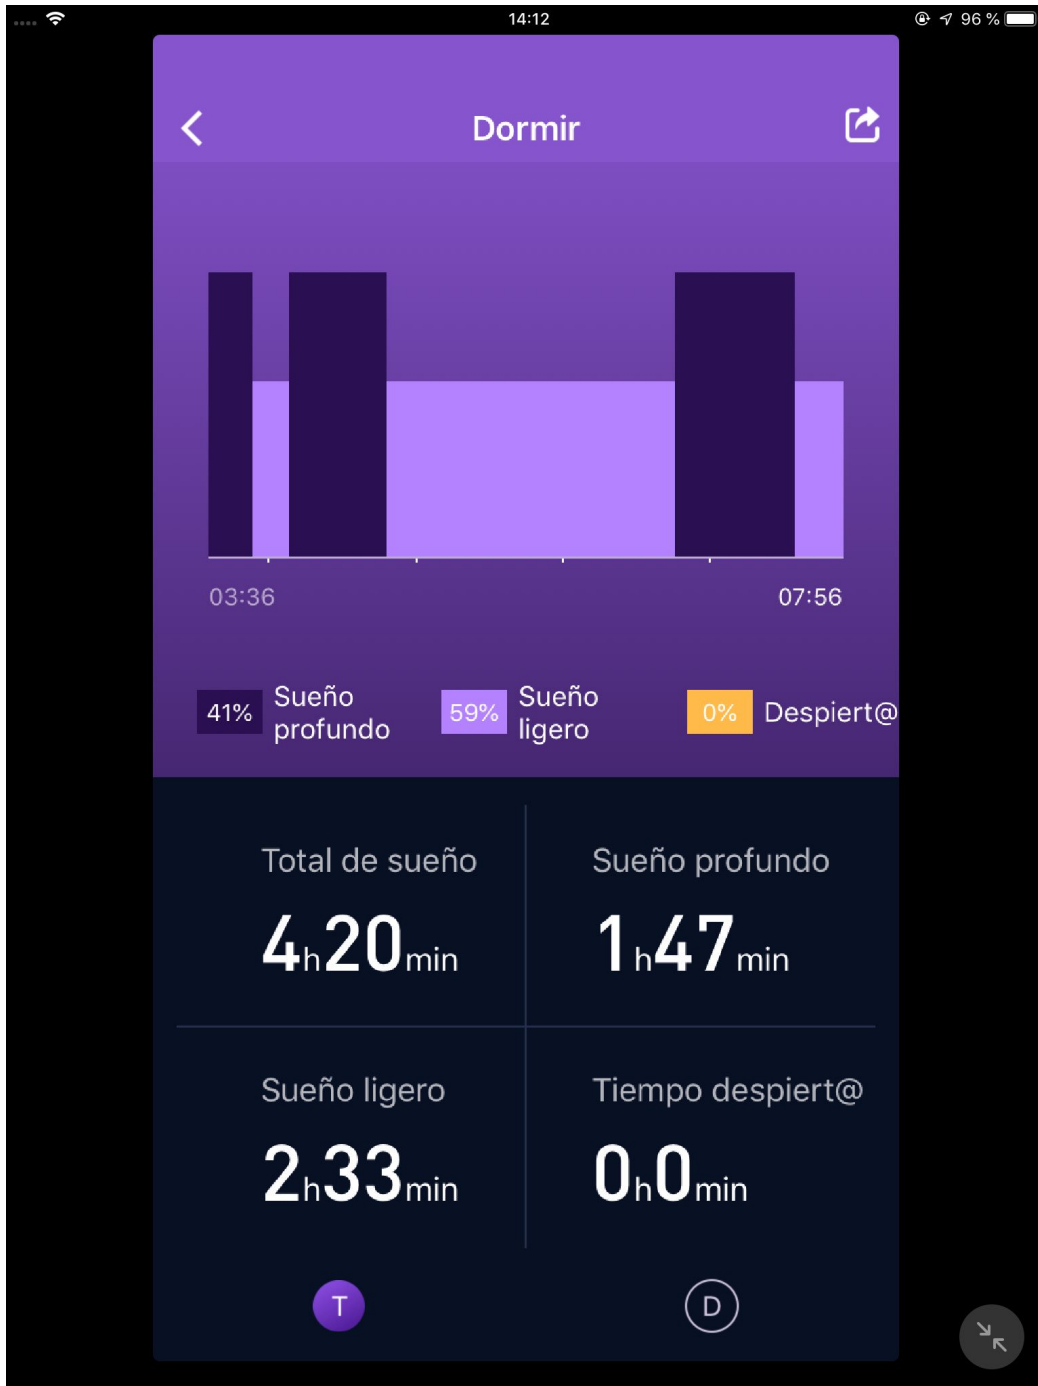 14:12
96 %
Dormir
03:36
07:56
41%
Sueño
profundo
59%
Sueño
ligero
0%
Despiert@
Total de sueño
Sueño profundo
4h20min
1h47min
Sueño ligero
Tiempo despiert@
2h33min
0h0min
T
D